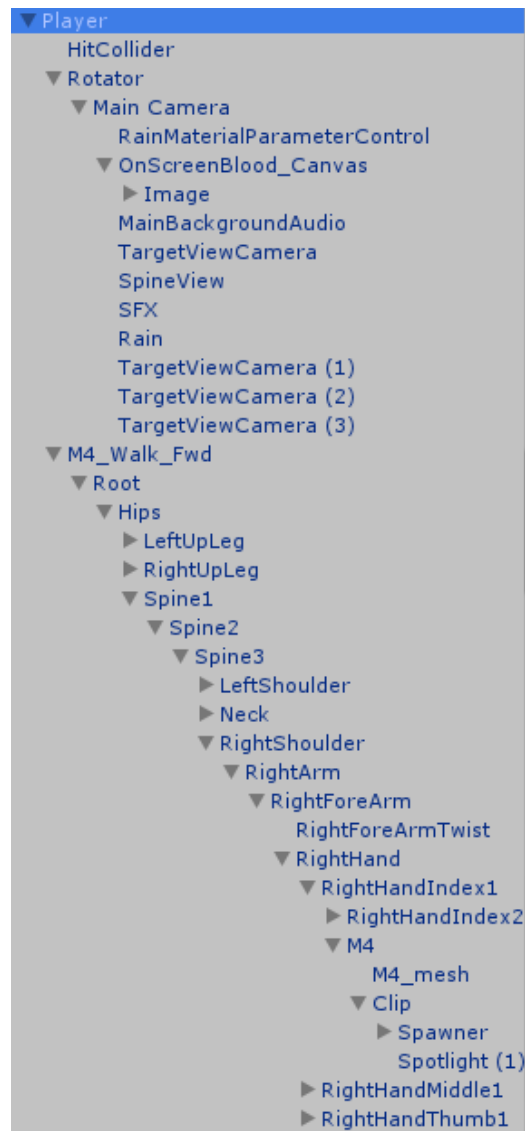 Player
HitCollider
Rotator
Main Camera
RainMaterialParameterControl
OnScreenBlood_Canvas
Image
MainBackgroundAudio
TargetViewCamera
SpineView
SFX
Rain
TargetViewCamera (1)
TargetViewCamera (2)
TargetViewCamera (3)
M4_Walk_Fwd
Root
Hips
LeftUpLeg
RightUpLeg
Spine1
Spine2
Spine3
LeftShoulder
Neck
RightShoulder
RightArm
RightForeArm
RightForeArmTwist
RightHand
RightHandIndex1
RightHandIndex2
M4
M4_mesh
Clip
Spawner
Spotlight (1)
RightHandMiddle1
RightHandThumb1